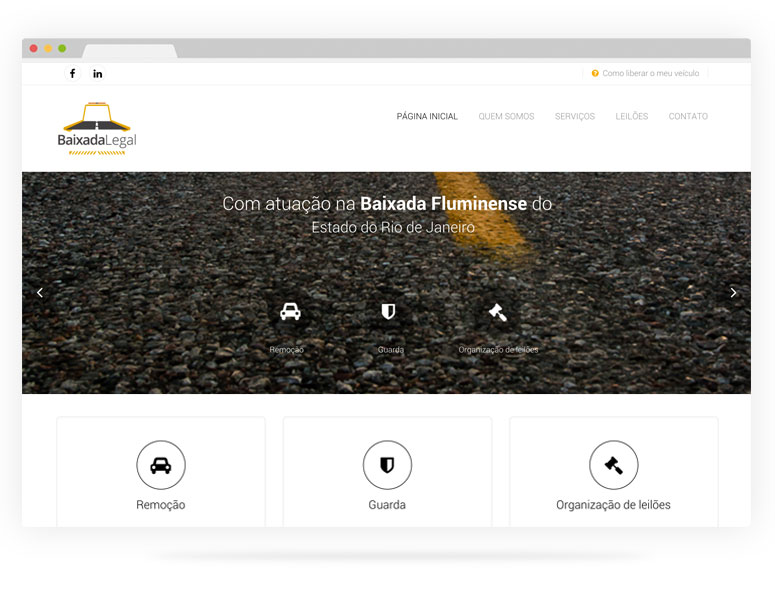 Como liberar o meu veículo
BaixadaLegal
PÁGINA INICIAL QUEM SOMOS SERVIÇOS LEILÕES CONTATO
Com atuação na Baixada Fluminense do
Estado do Rio de Janeiro
Remoção Guarda Organização de leilões
Remoção Guarda Organização de leilões